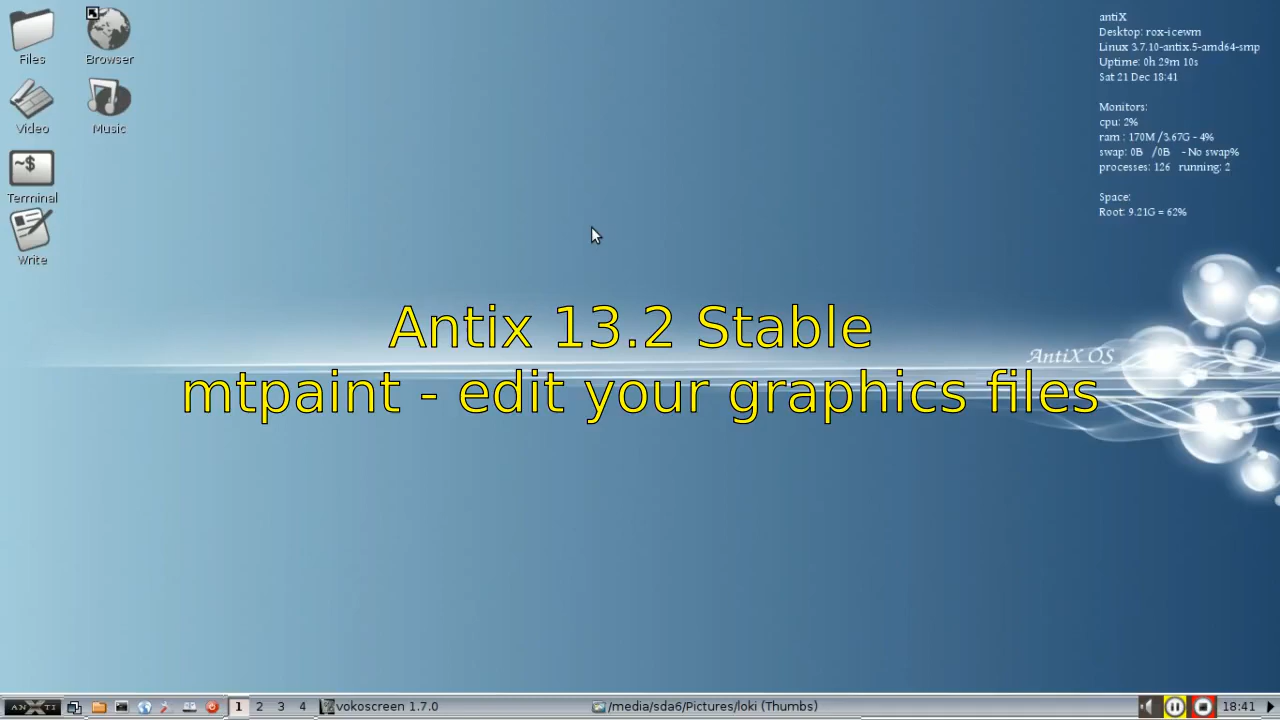 Files
Browser
Video
Music
~$
Terminal
Write
antiX
Desktop: rox-icewm
Linux 3.7.10-antix.5-amd64-smp
Uptime: 0h 29m 10s
Sat 21 Dec 18:41
Monitors:
cpu: 2%
ram : 170M /3.67G - 4%
swap: 0B /0B - No swap%
processes: 126 running: 2
Space:
Root: 9.21G = 62%
Antix 13.2 Stable
AntiX OS
mtpaint - edit your graphics files
ANTI
1 2 3 4
vokoscreen 1.7.0
/media/sda6/Pictures/loki (Thumbs)
18:41